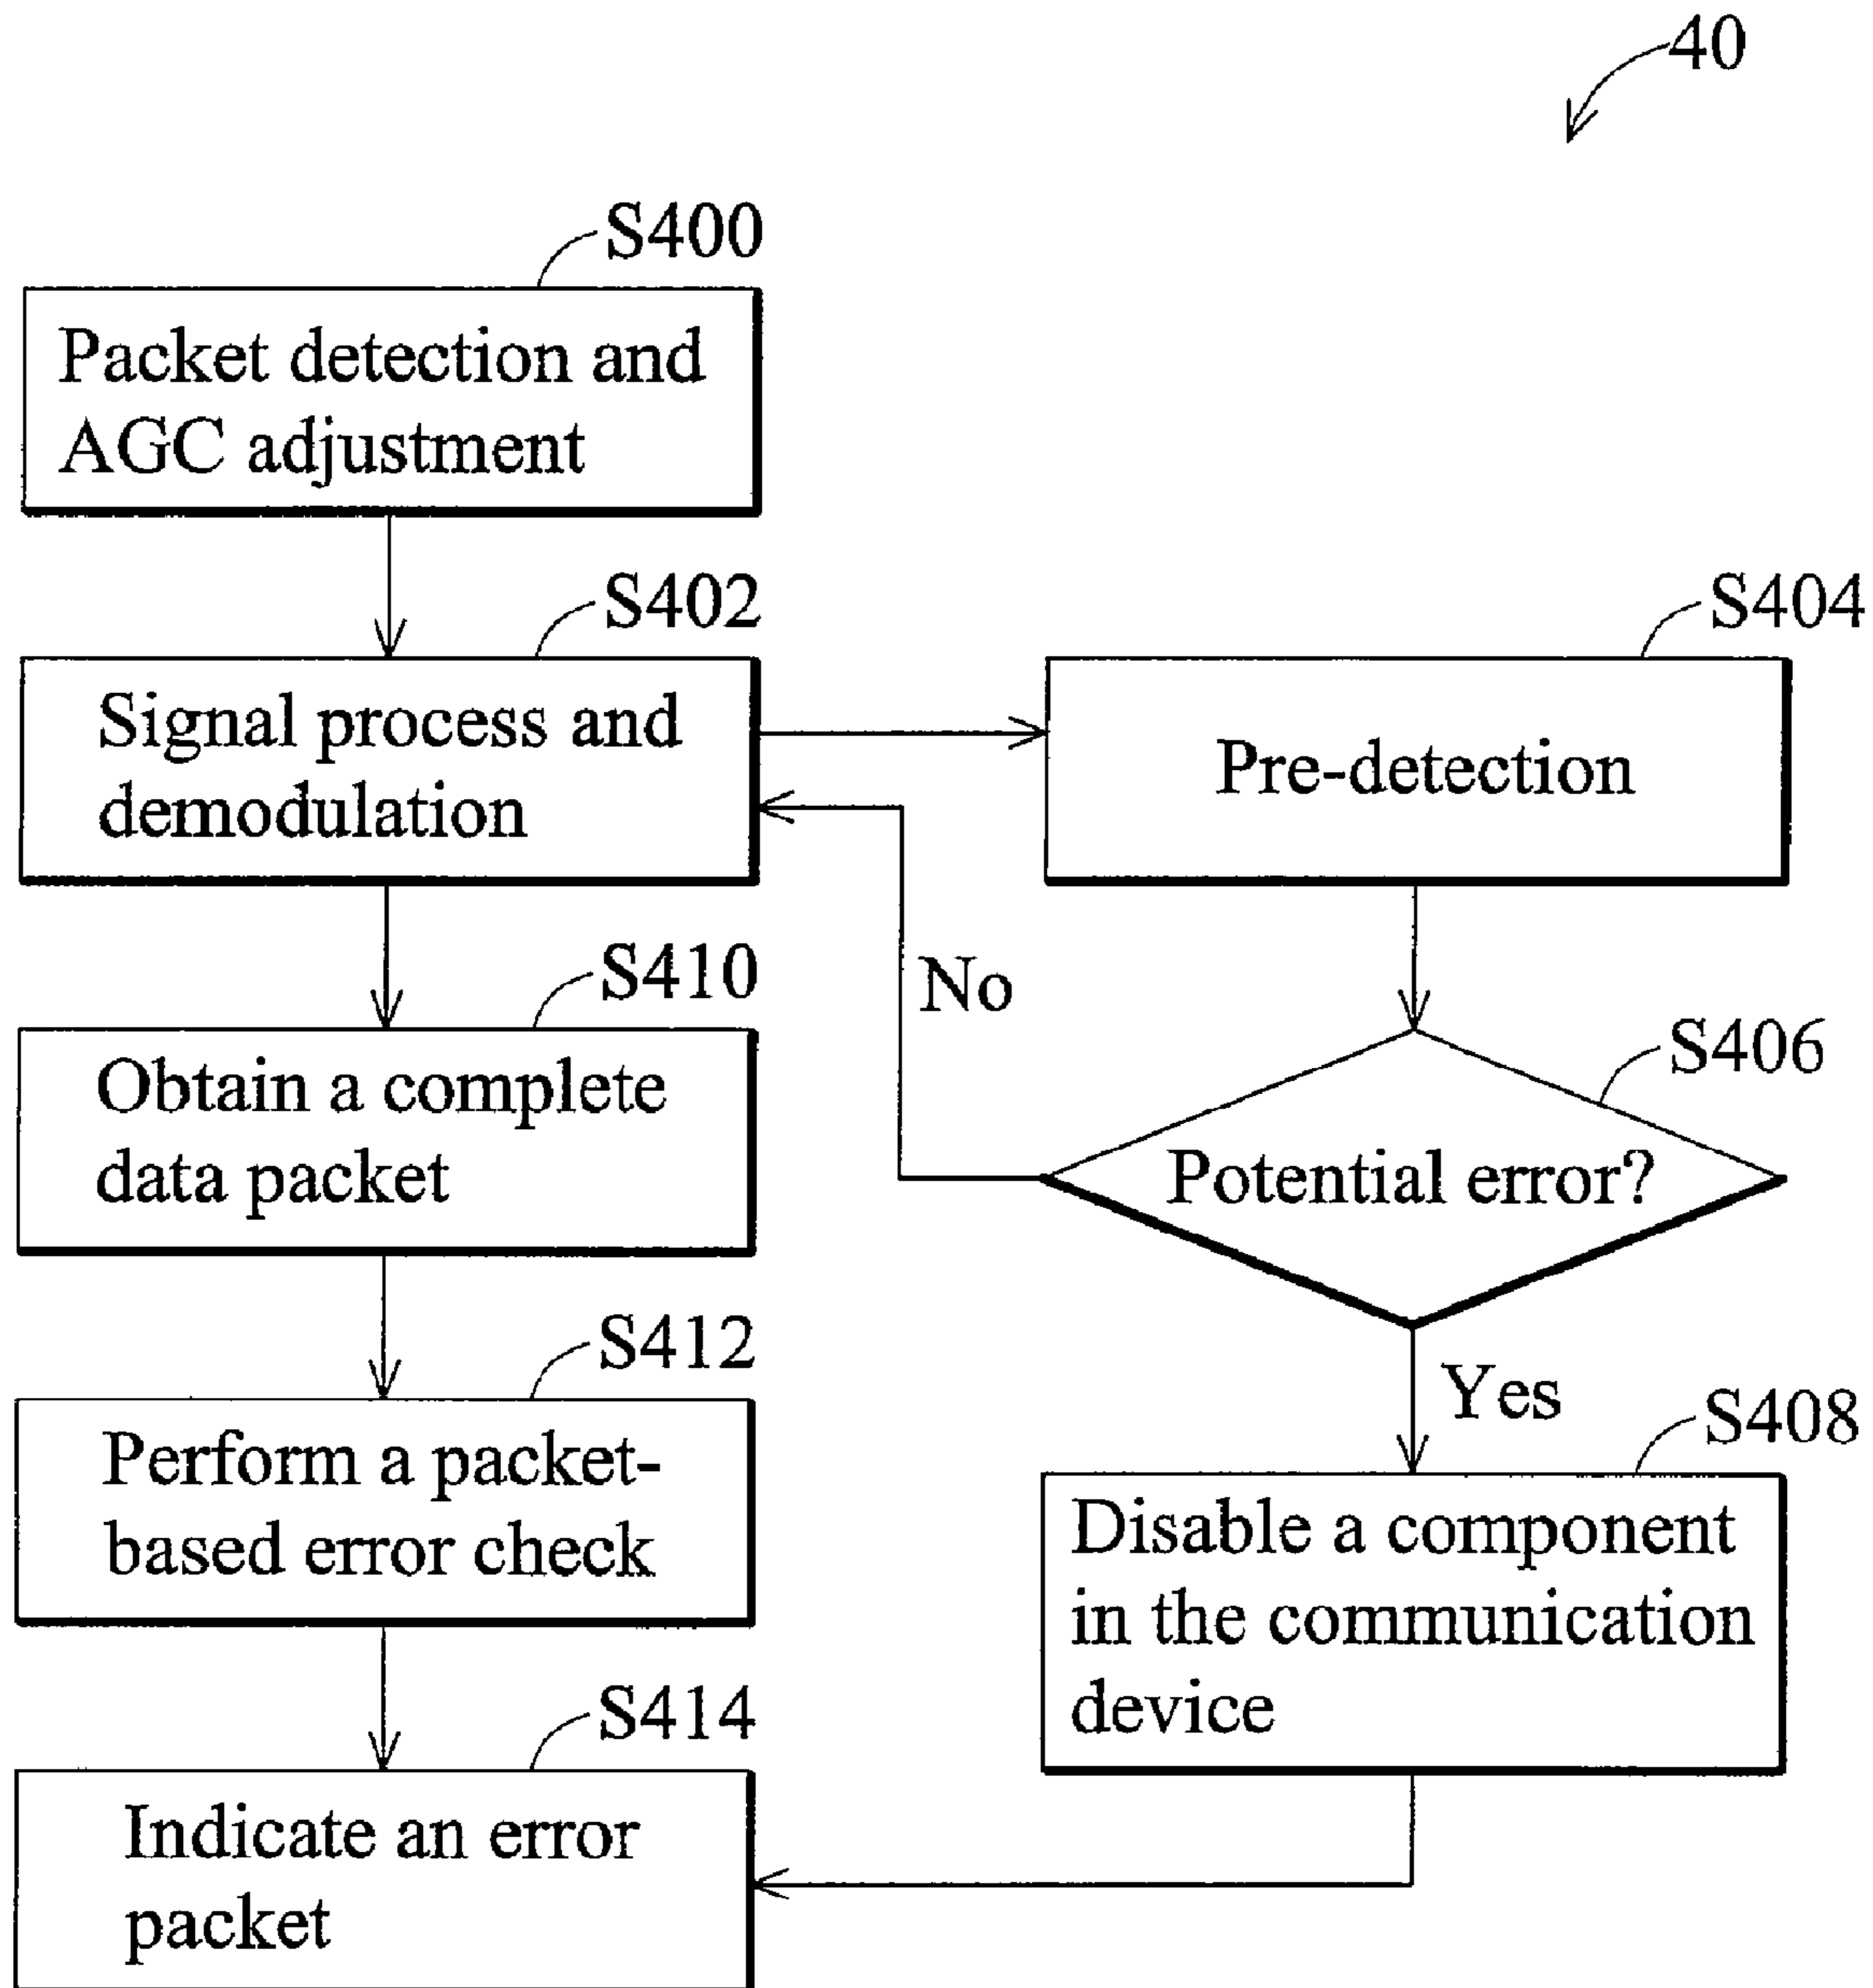 40
S400
Packet detection and
AGC adjustment
S402
Signal process and
demodulation
S404
Pre-detection
S410
Obtain a complete
data packet
No
S406
Potential error?
S412
Perform a packet-
based error check
Yes
S408
Disable a component
in the communication
device
S414
Indicate an error
packet